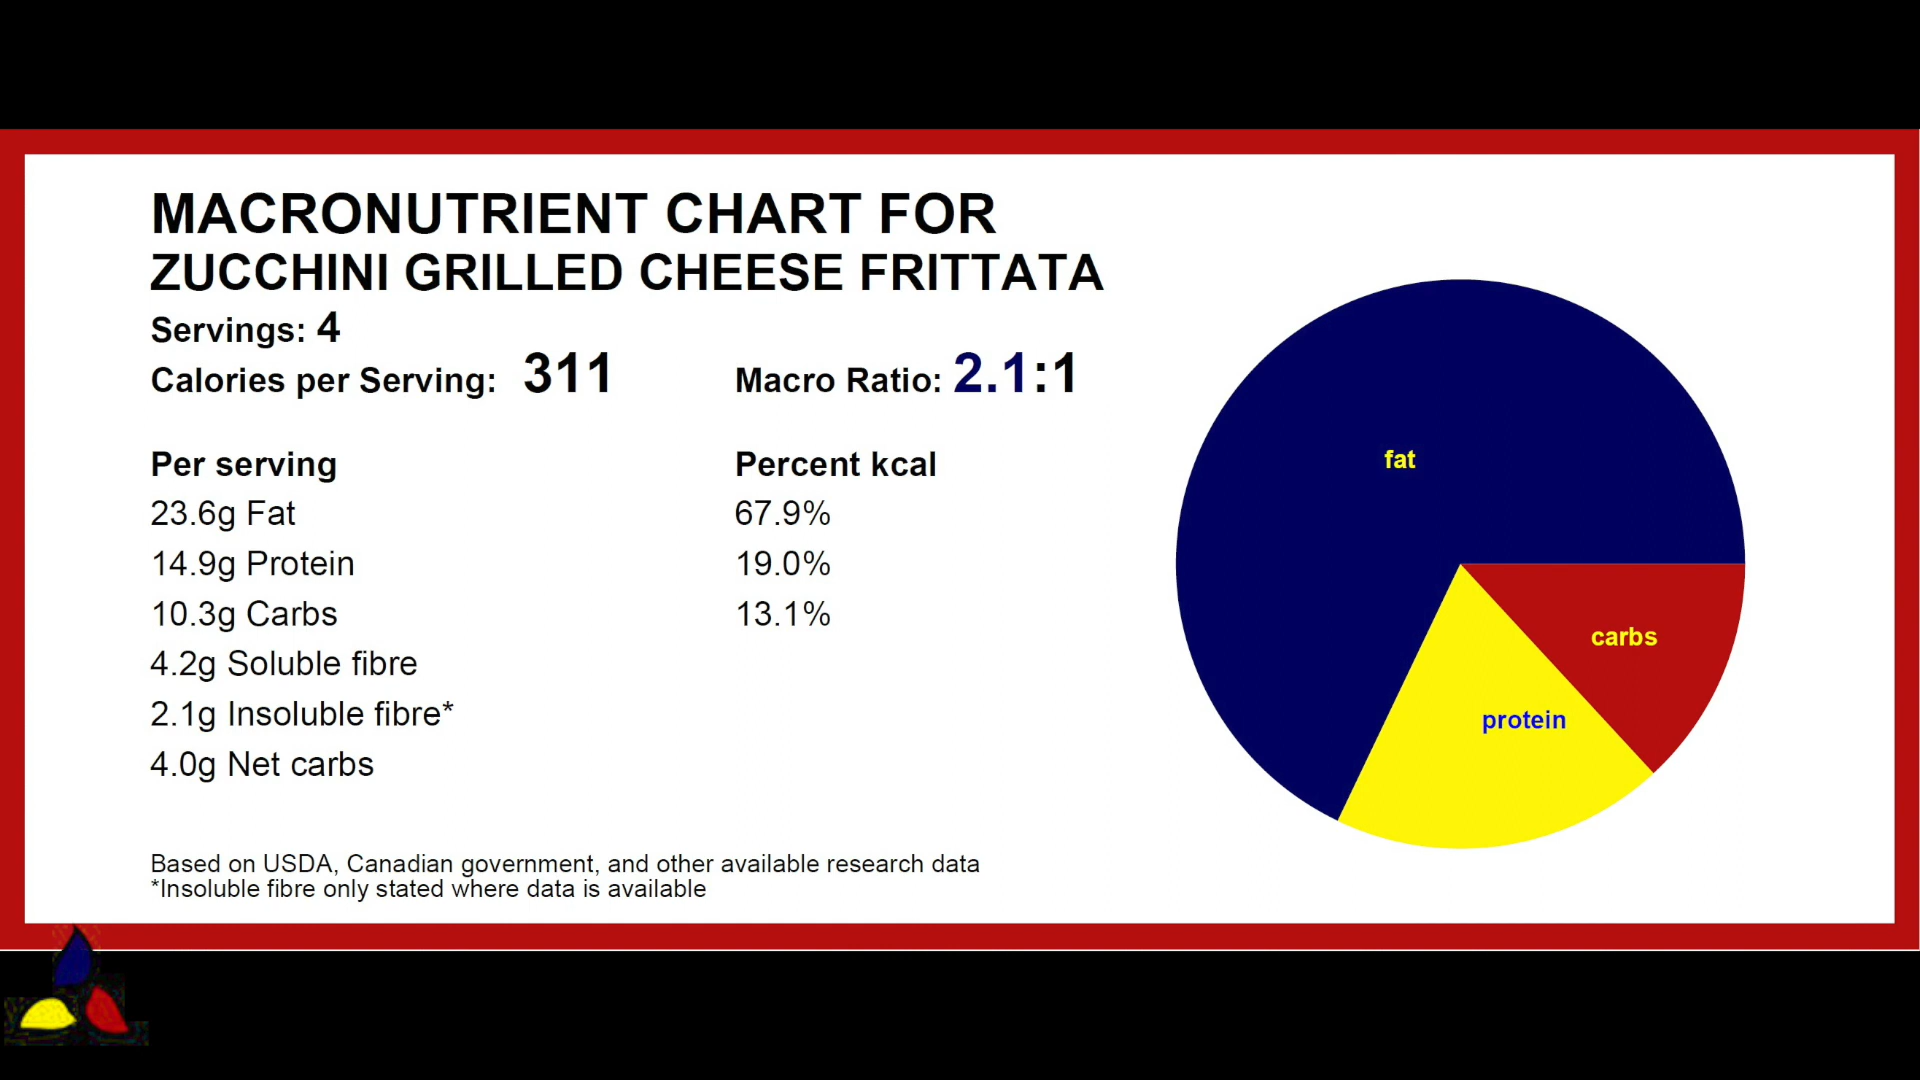 MACRONUTRIENT CHART FOR
ZUCCHINI GRILLED CHEESE FRITTATA
Servings: 4
Calories per Serving: 311 Macro Ratio: 2.1:1
Per serving Percent kcal
23.6g Fat 67.9%
14.9g Protein 19.0%
10.3g Carbs 13.1%
4.2g Soluble fibre
2.1g Insoluble fibre*
4.0g Net carbs
Based on USDA, Canadian government, and other available research data
*Insoluble fibre only stated where data is available
fat
carbs
protein